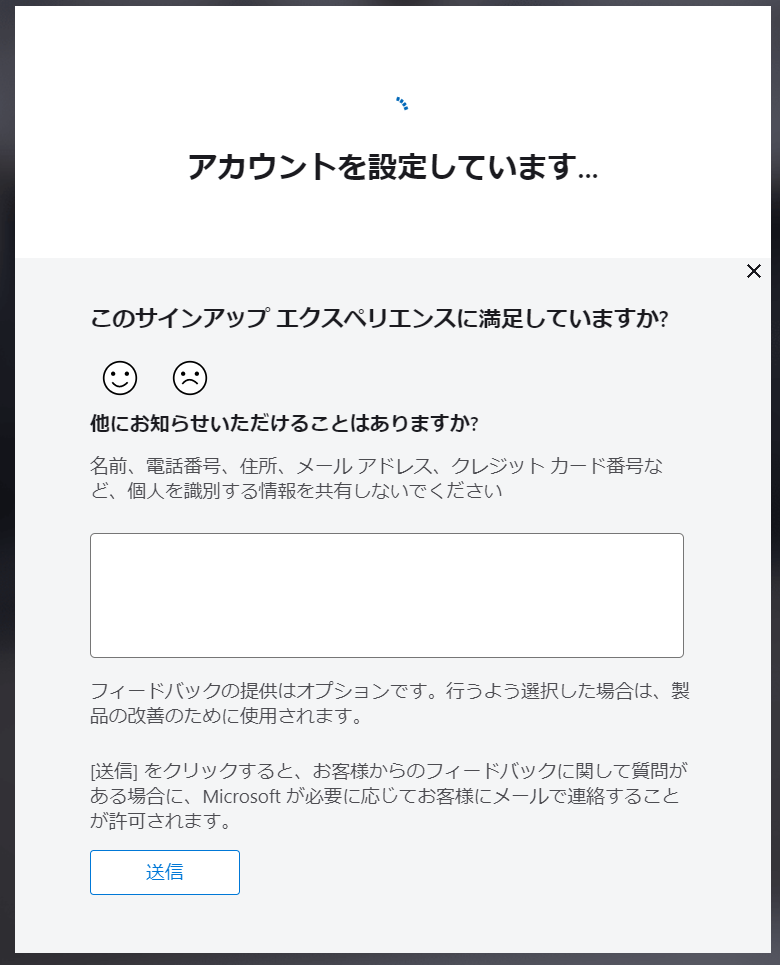 アカウントを設定しています...
このサインアップ エクスペリエンスに満足していますか?
他にお知らせいただけることはありますか?
名前、電話番号、住所、メール アドレス、クレジット カード番号な
ど、個人を識別する情報を共有しないでください
フィードバックの提供はオプションです。行うよう選択した場合は、製
品の改善のために使用されます。
[送信] をクリックすると、お客様からのフィードバックに関して質問が
ある場合に、Microsoft が必要に応じてお客様にメールで連絡すること
が許可されます。
送信